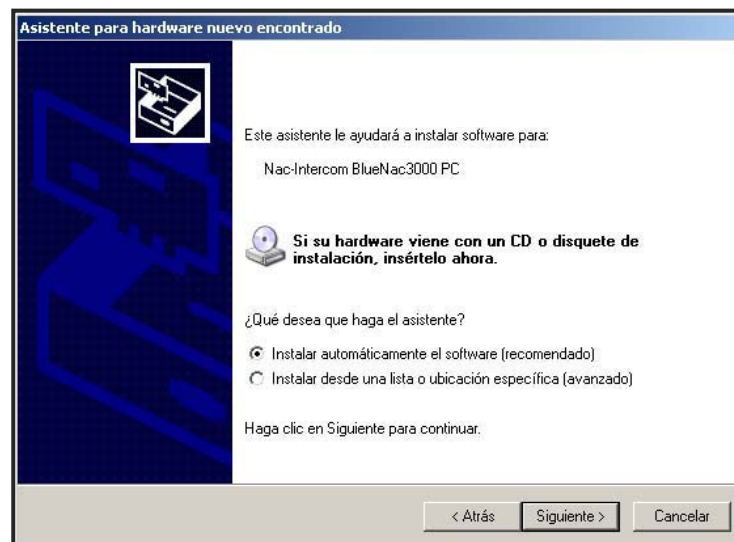 Asistente para hardware nuevo encontrado
Este asistente le ayudará a instalar software para:
Nac-Intercom BlueNac3000 PC
Si su hardware viene con un CD o disquete de
instalación, insértelo ahora.
¿Qué desea que haga el asistente?
Instalar automáticamente el software (recomendado)
Instalar desde una lista o ubicación específica (avanzado)
Haga clic en Siguiente para continuar.
< Atrás Siguiente > Cancelar